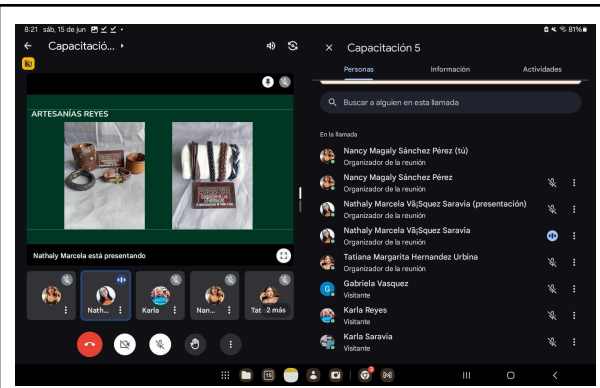 8:21 sáb, 15 de jun
81%
Capacitació...
ARTESANÍAS REYES
Nathaly Marcela está presentando
Nath...
Karla
Nan...
Tat
2 más
Capacitación 5
Personas
Información
Actividades
Buscar a alguien en esta llamada
En la llamada
Nancy Magaly Sánchez Pérez (tú)
Organizador de la reunión
Nancy Magaly Sánchez Pérez
Organizador de la reunión
Nathaly Marcela Vã¡Squez Saravia (presentación)
Organizador de la reunión
Nathaly Marcela Vã¡Squez Saravia
Organizador de la reunión
Tatiana Margarita Hernandez Urbina
Organizador de la reunión
G
Gabriela Vasquez
Visitante
Karla Reyes
Visitante
Karla Saravia
Visitante